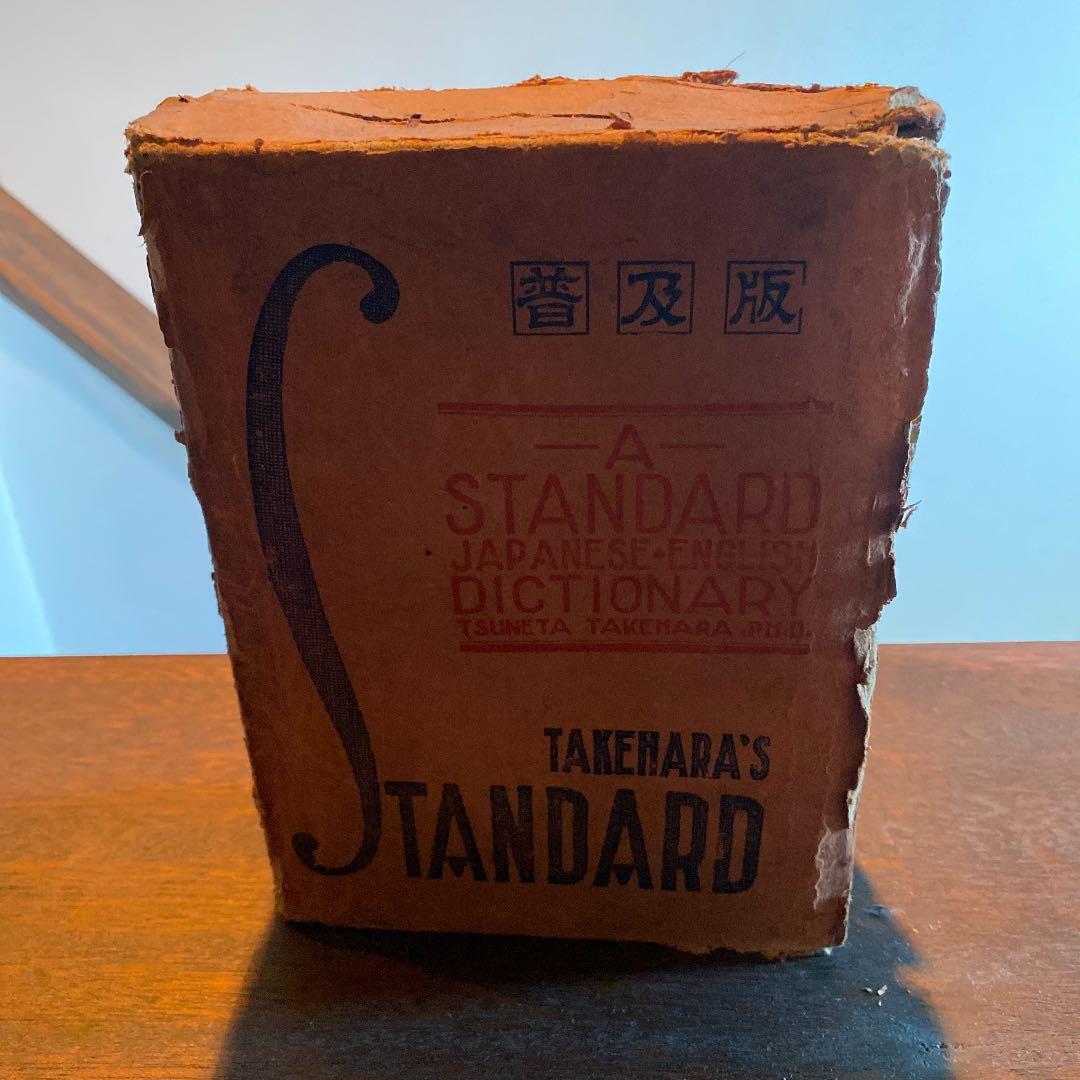 普及版
—A—
STANDARD
JAPANESE-ENGLISH
DICTIONARY
TSUNETA TAKEHARA .PH.D.
TAKEHARA'S
STANDARD